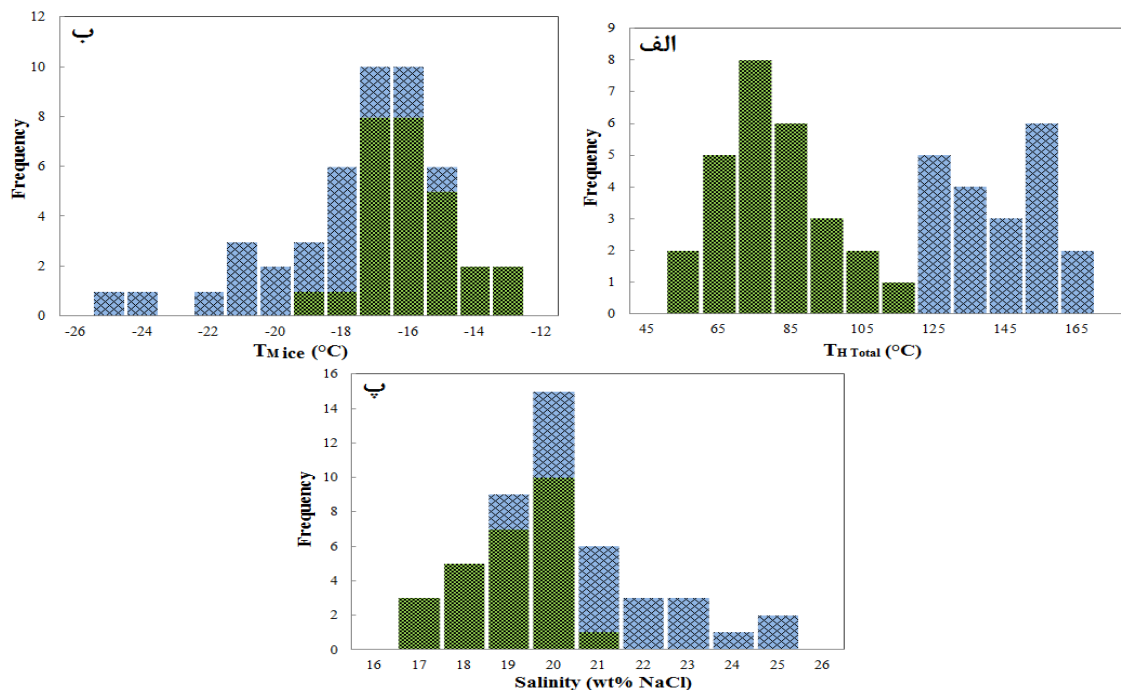 ب
12
10
8
6
4
2
0
Frequency
-26 -24 -22 -20 -18 -16 -14 -12
TM ice (°C)
الف
9
8
7
6
5
4
3
2
1
0
Frequency
45 65 85 105 125 145 165
TH Total (°C)
پ
16
14
12
10
8
6
4
2
0
Frequency
16 17 18 19 20 21 22 23 24 25 26
Salinity (wt% NaCl)